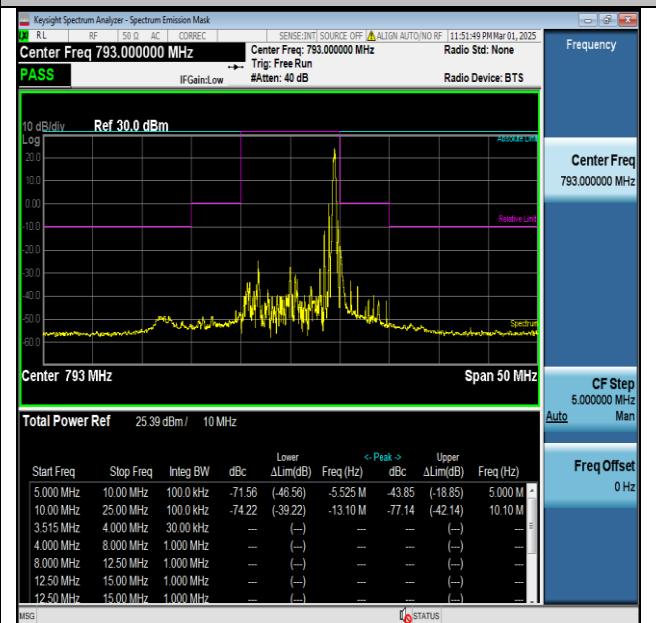 Keysight Spectrum Analyzer - Spectrum Emission Mask
RL RF 50 Ω AC CORREC SENSE:INT SOURCE OFF ALIGN AUTO/NO RF 11:51:49 PM Mar 01, 2025
Center Freq 793.000000 MHz Center Freq: 793.000000 MHz Radio Std: None
Trig: Free Run
PASS IFGain:Low #Atten: 40 dB Radio Device: BTS
10 dB/div Ref 30.0 dBm
Log Absolute Limit
20.0
10.0
0.00
-10.0 Relative Limit
-20.0
-30.0
-40.0
-50.0 Spectrum
-60.0
Center 793 MHz Span 50 MHz
Total Power Ref 25.39 dBm / 10 MHz
Lower <- Peak -> Upper
Start Freq Stop Freq Integ BW dBc ΔLim(dB) Freq (Hz) dBc ΔLim(dB) Freq (Hz)
5.000 MHz 10.00 MHz 100.0 kHz -71.56 (-46.56) -5.525 M -43.85 (-18.85) 5.000 M
10.00 MHz 25.00 MHz 100.0 kHz -74.22 (-39.22) -13.10 M -77.14 (-42.14) 10.10 M
3.515 MHz 4.000 MHz 30.00 kHz --- (---) --- --- (---) ---
4.000 MHz 8.000 MHz 1.000 MHz --- (---) --- --- (---) ---
8.000 MHz 12.50 MHz 1.000 MHz --- (---) --- --- (---) ---
12.50 MHz 15.00 MHz 1.000 MHz --- (---) --- --- (---) ---
12.50 MHz 15.00 MHz 1.000 MHz --- (---) --- --- (---) ---
MSG STATUS
Frequency
Center Freq
793.000000 MHz
CF Step
5.000000 MHz
Auto Man
Freq Offset
0 Hz